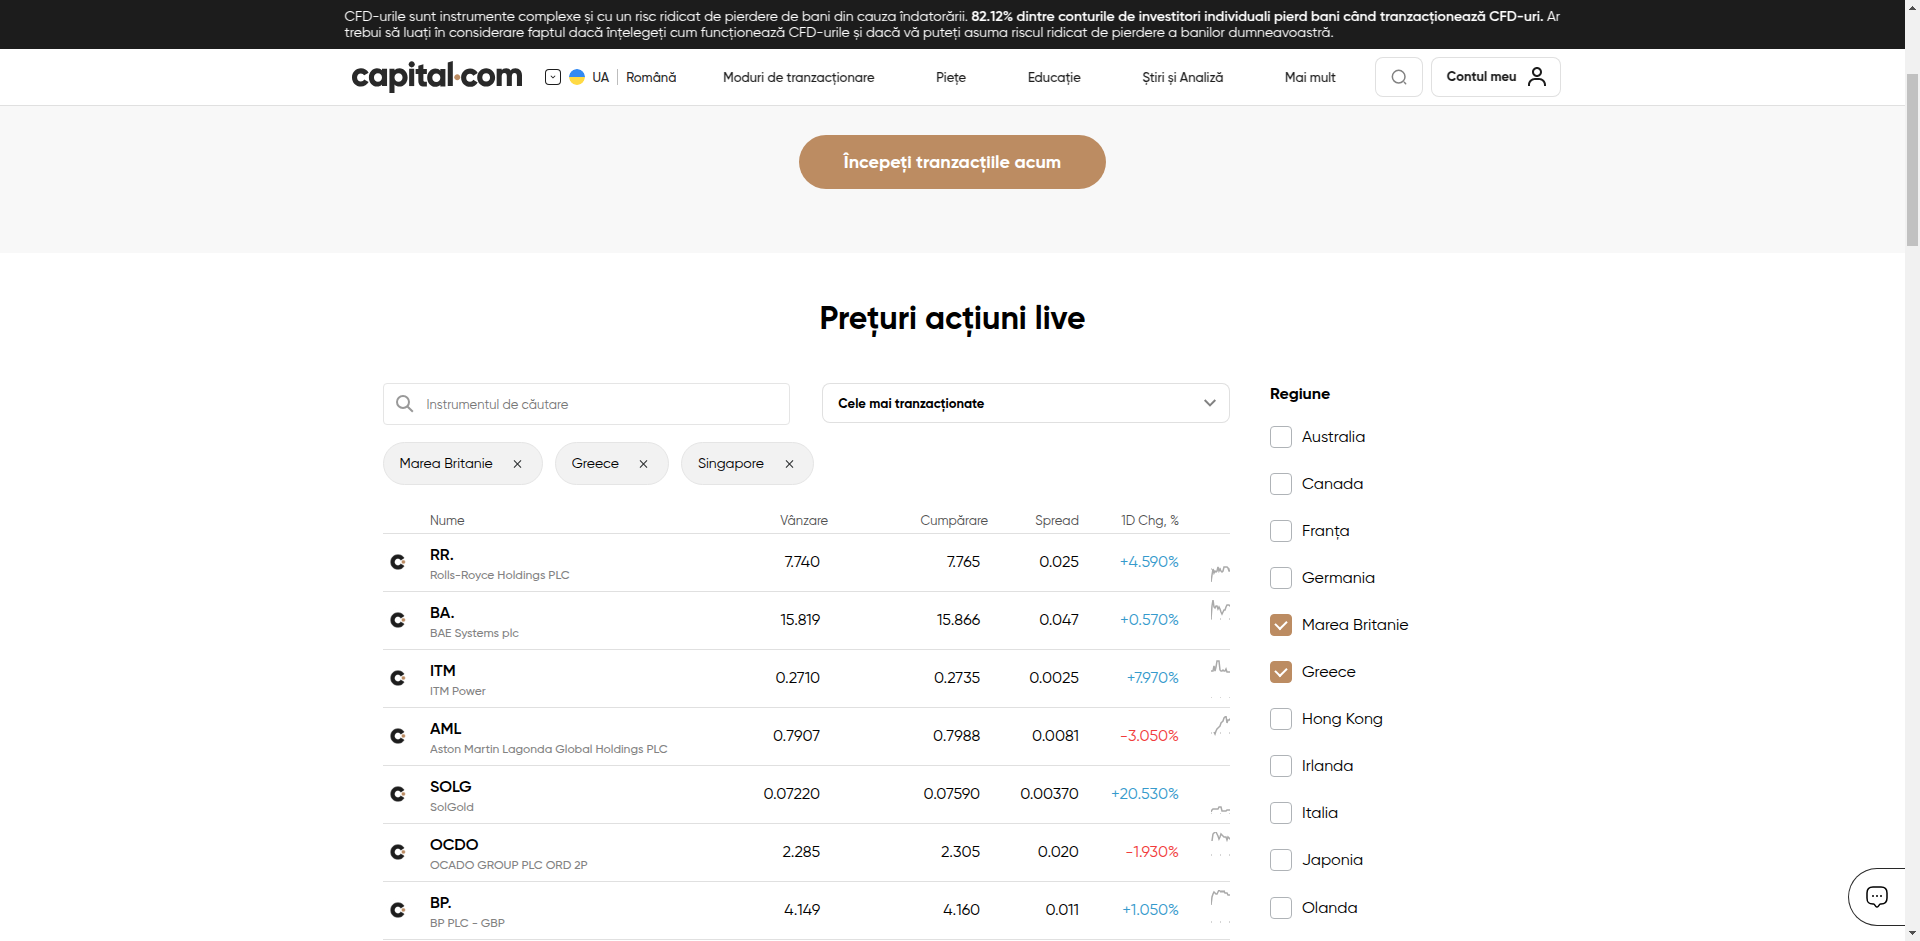 CFD-urile sunt instrumente complexe și cu un risc ridicat de pierdere de bani din cauza îndatorării. 82.12% dintre conturile de investitori individuali pierd bani când tranzacționează CFD-uri. Ar
trebui să luați în considerare faptul dacă înțelegeți cum funcționează CFD-urile și dacă vă puteți asuma riscul ridicat de pierdere a banilor dumneavoastră.
capital.com
UA | Română
Moduri de tranzacționare
Piețe
Educație
Știri și Analiză
Mai mult
Contul meu
Începeți tranzacțiile acum
Prețuri acțiuni live
Instrumentul de căutare
Cele mai tranzacționate
Marea Britanie
Greece
Singapore
Nume Vânzare Cumpărare Spread 1D Chg, %
RR. 7.740 7.765 0.025 +4.590%
Rolls-Royce Holdings PLC
BA. 15.819 15.866 0.047 +0.570%
BAE Systems plc
ITM 0.2710 0.2735 0.0025 +7.970%
ITM Power
AML 0.7907 0.7988 0.0081 -3.050%
Aston Martin Lagonda Global Holdings PLC
SOLG 0.07220 0.07590 0.00370 +20.530%
SolGold
OCDO 2.285 2.305 0.020 -1.930%
OCADO GROUP PLC ORD 2P
BP. 4.149 4.160 0.011 +1.050%
BP PLC - GBP
Regiune
Australia
Canada
Franța
Germania
Marea Britanie
Greece
Hong Kong
Irlanda
Italia
Japonia
Olanda